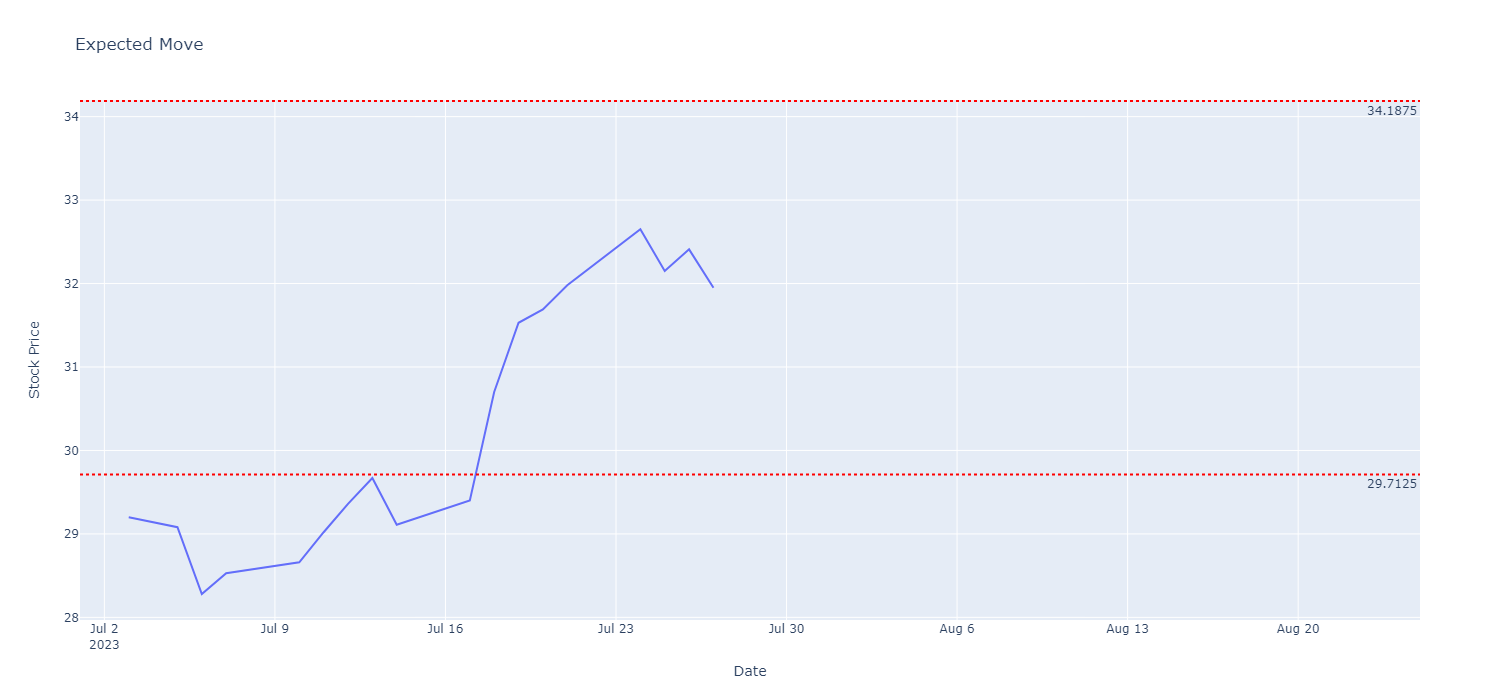 Expected Move
34.1875
34
33
32
31
30
29.7125
29
28
Stock Price
Jul 2
2023
Jul 9
Jul 16
Jul 23
Jul 30
Aug 6
Aug 13
Aug 20
Date